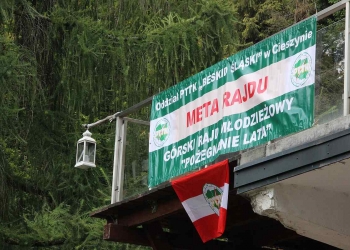 Oddział PTTK „BESKID ŚLĄSKI" w Cieszynie
META RAJDU
GÓRSKI RAJD MŁODZIEŻOWY
"POŻEGNANIE LATA"